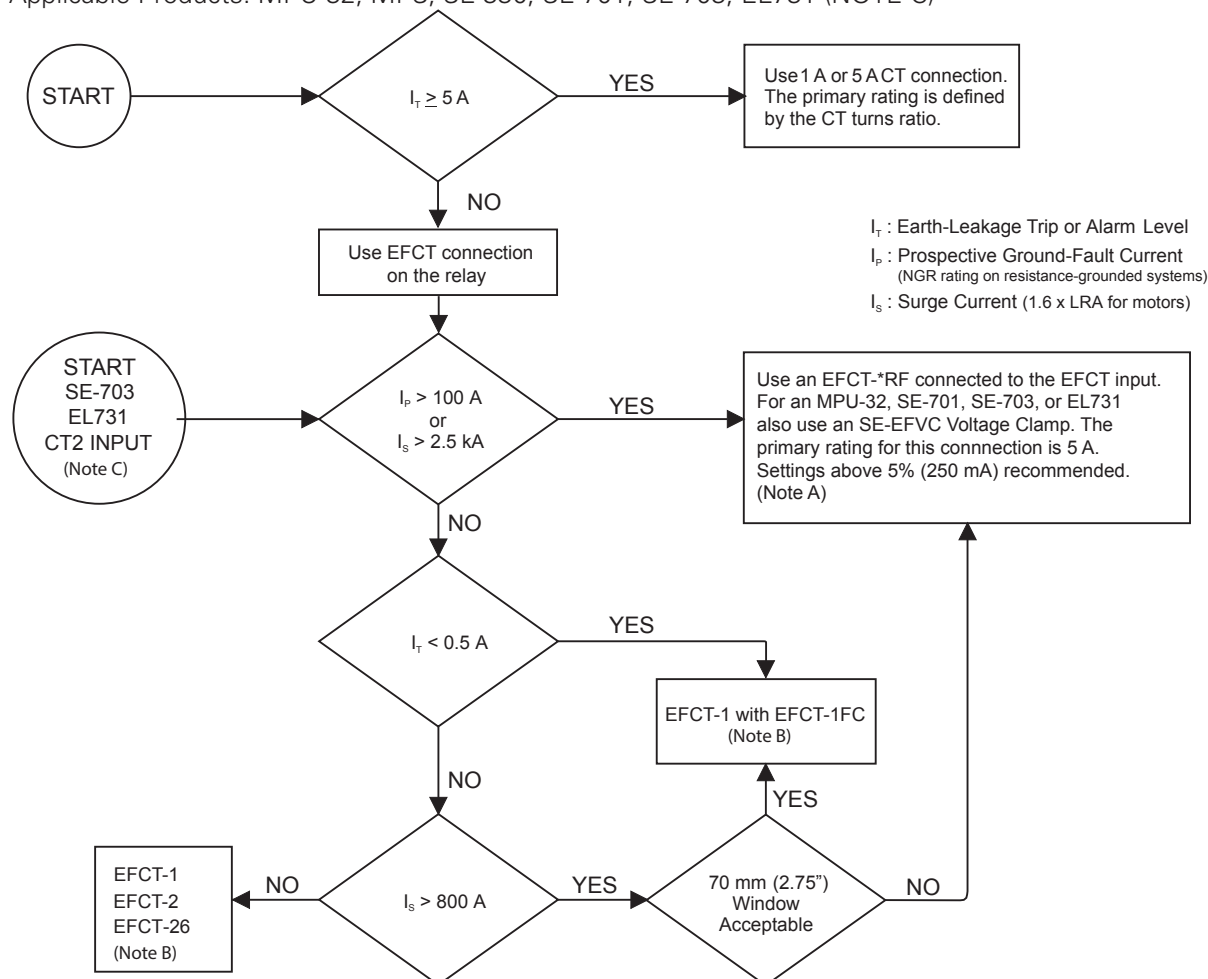 START
I_T ≥ 5 A
YES
Use 1 A or 5 A CT connection.
The primary rating is defined
by the CT turns ratio.
NO
Use EFCT connection
on the relay
I_T : Earth-Leakage Trip or Alarm Level
I_P : Prospective Ground-Fault Current
(NGR rating on resistance-grounded systems)
I_S : Surge Current (1.6 x LRA for motors)
START
SE-703
EL731
CT2 INPUT
(Note C)
I_P > 100 A
or
I_S > 2.5 kA
YES
Use an EFCT-*RF connected to the EFCT input.
For an MPU-32, SE-701, SE-703, or EL731
also use an SE-EFVC Voltage Clamp. The
primary rating for this connnection is 5 A.
Settings above 5% (250 mA) recommended.
(Note A)
NO
I_T < 0.5 A
YES
EFCT-1 with EFCT-1FC
(Note B)
NO
YES
EFCT-1
EFCT-2
EFCT-26
(Note B)
NO
I_S > 800 A
YES
70 mm (2.75”)
Window
Acceptable
NO